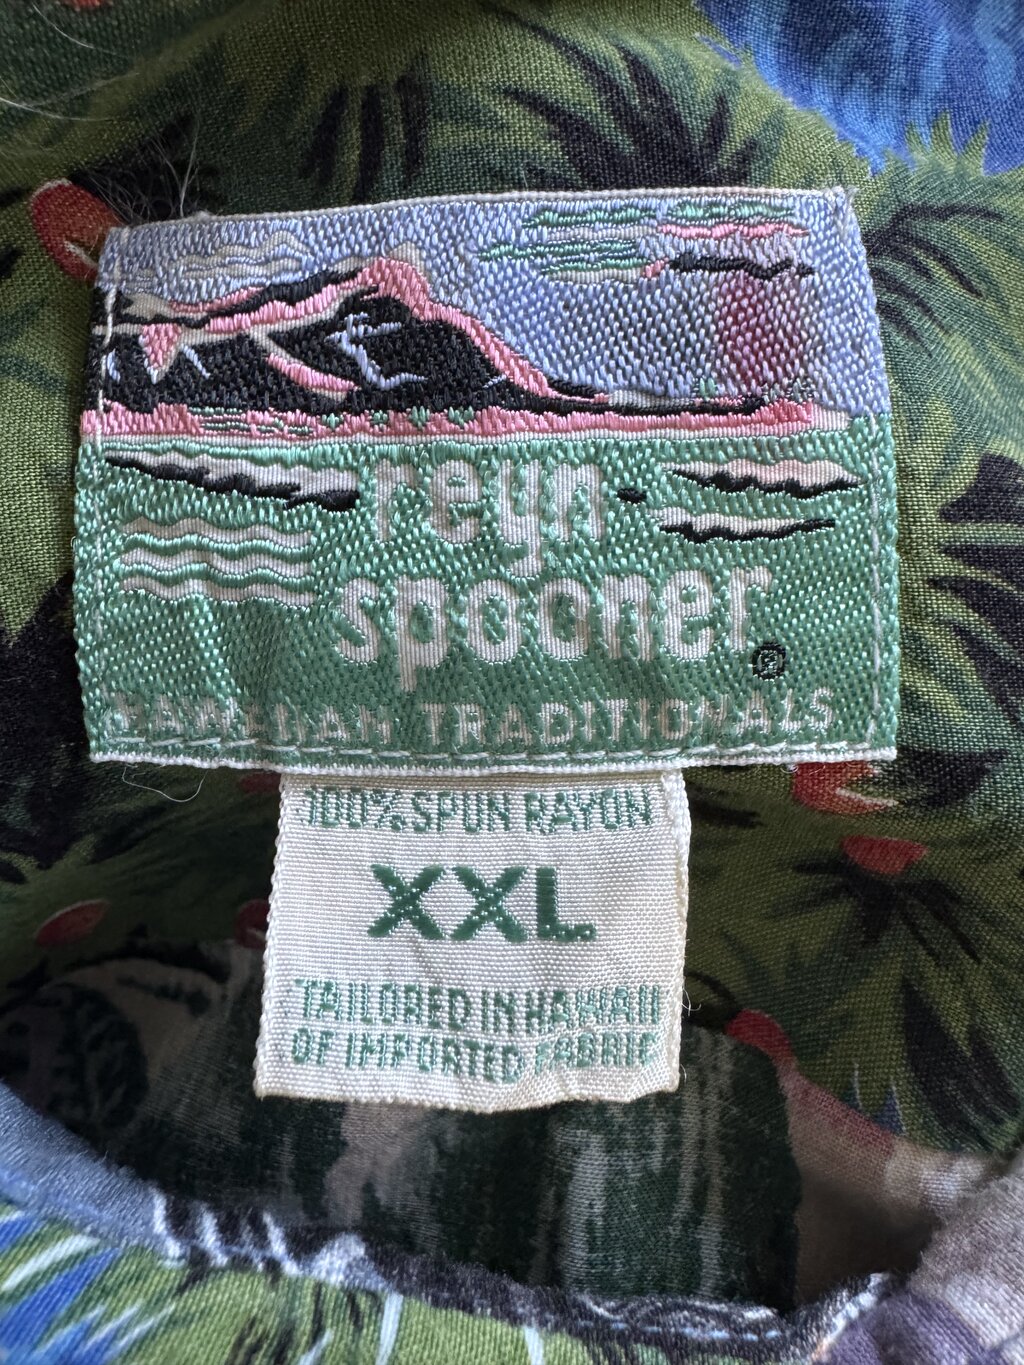 reyn
spooner®
HAWAIIAN TRADITIONALS
100% SPUN RAYON
XXL
TAILORED IN HAWAII
OF IMPORTED FABRIC